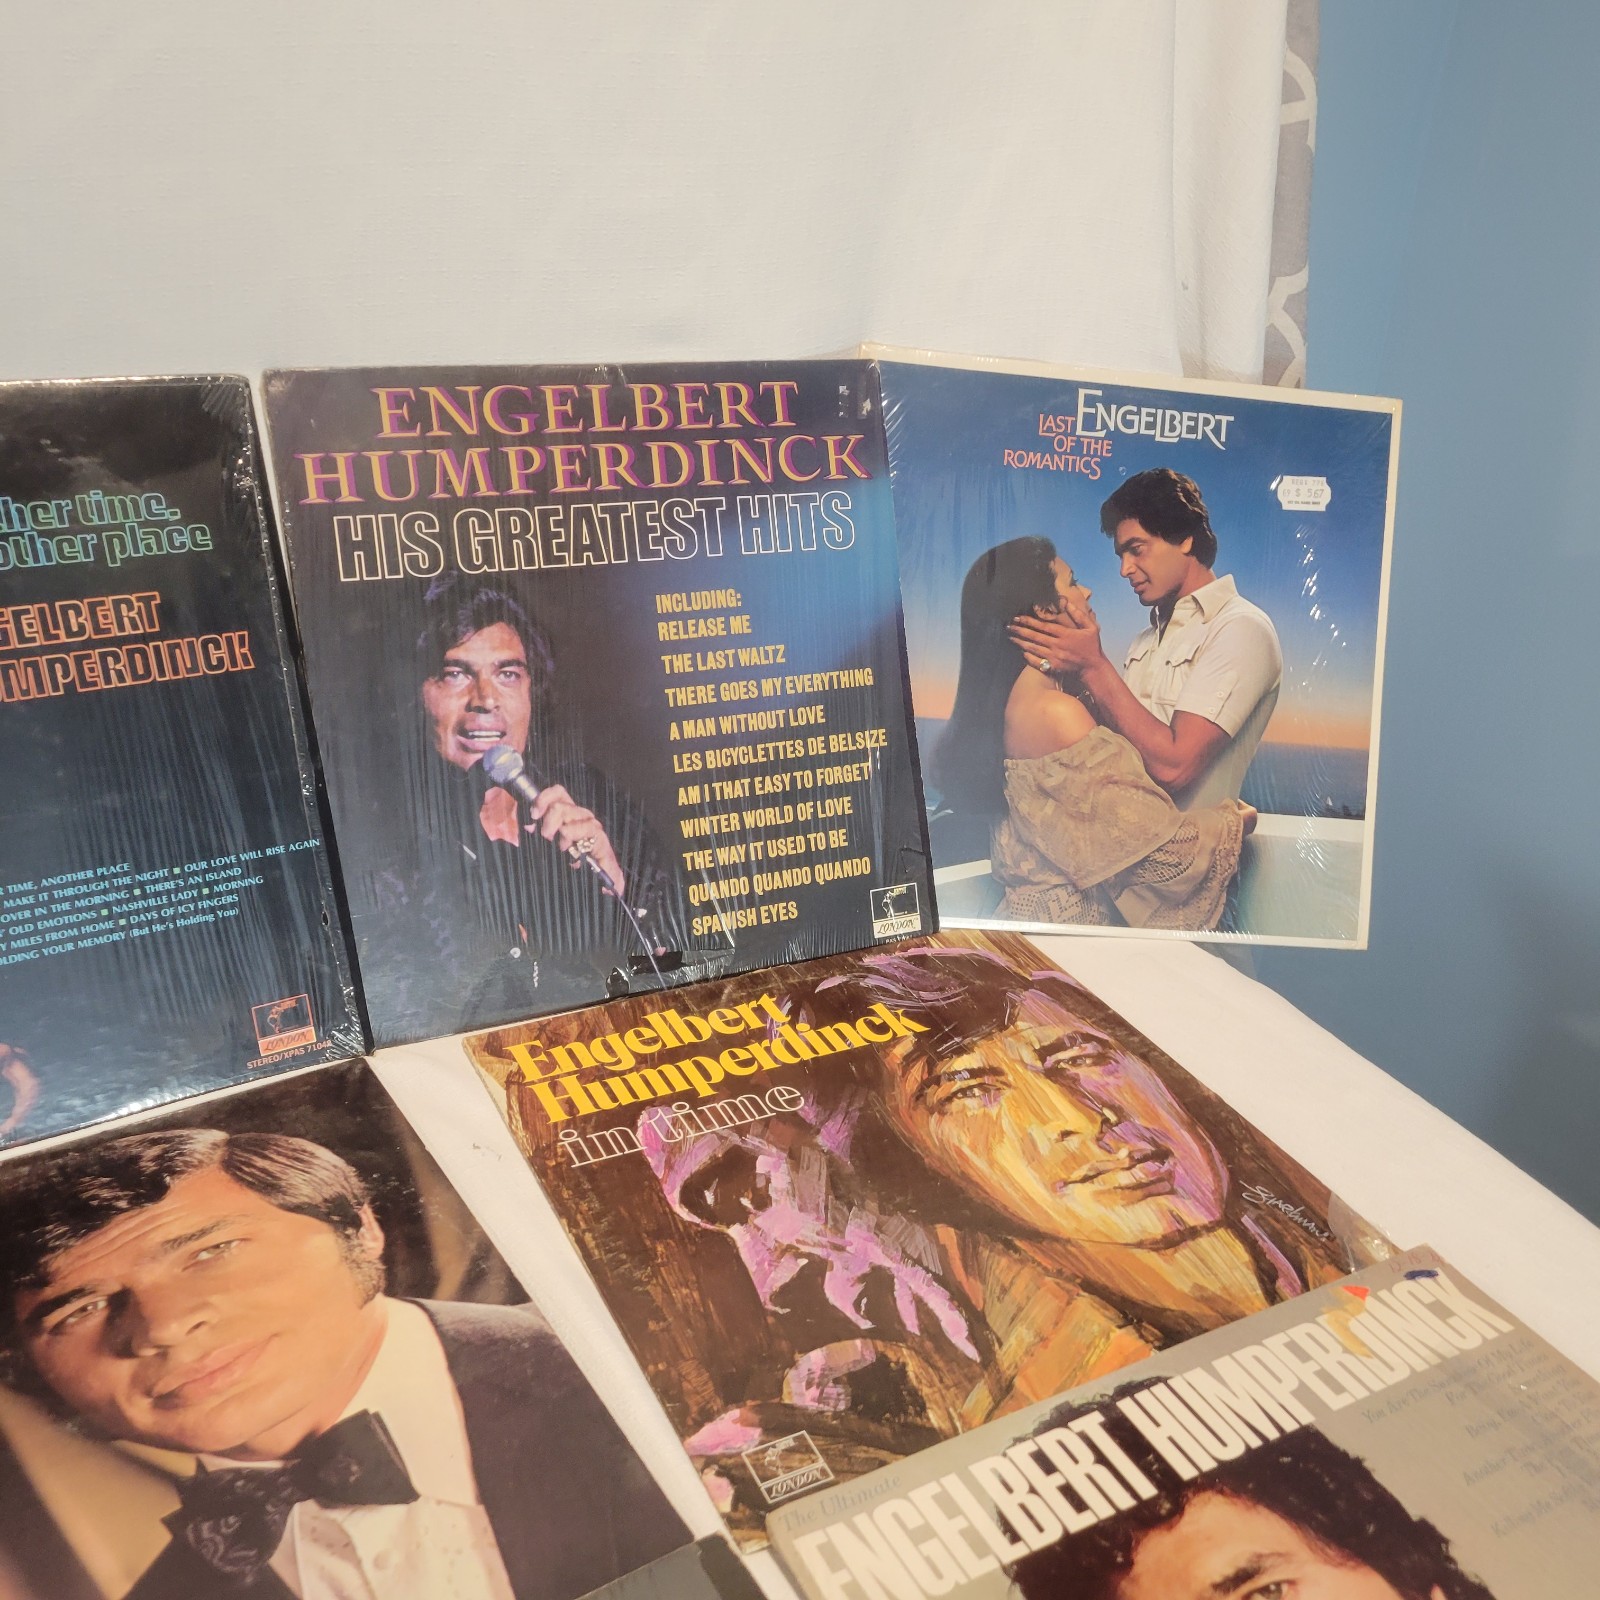 her time,
other place
GELBERT
UMPERDINCK
R TIME, ANOTHER PLACE
MAKE IT THROUGH THE NIGHT ■ OUR LOVE WILL RISE AGAIN
OVER IN THE MORNING ■ THERE'S AN ISLAND
OLD EMOTIONS ■ NASHVILLE LADY ■ MORNING
Y MILES FROM HOME ■ DAYS OF ICY FINGERS
OLDING YOUR MEMORY (But He's Holding You)
LONDON
STEREO/XPAS 71048
ENGELBERT
HUMPERDINCK
HIS GREATEST HITS
INCLUDING:
RELEASE ME
THE LAST WALTZ
THERE GOES MY EVERYTHING
A MAN WITHOUT LOVE
LES BICYCLETTES DE BELSIZE
AM I THAT EASY TO FORGET
WINTER WORLD OF LOVE
THE WAY IT USED TO BE
QUANDO QUANDO QUANDO
SPANISH EYES
LONDON
ENGELBERT
LAST
OF THE
ROMANTICS
$ 5.67
Engelbert
Humperdinck
in time
LONDON
The Ultimate
ENGELBERT HUMPERDINCK